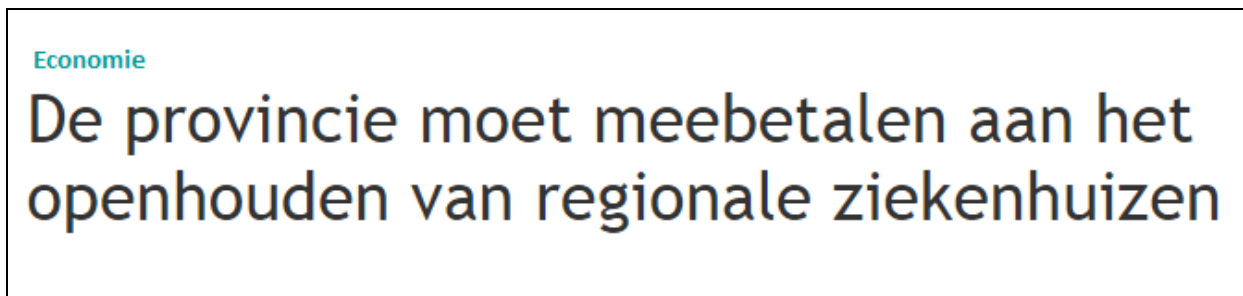 Economie
De provincie moet meebetalen aan het
openhouden van regionale ziekenhuizen